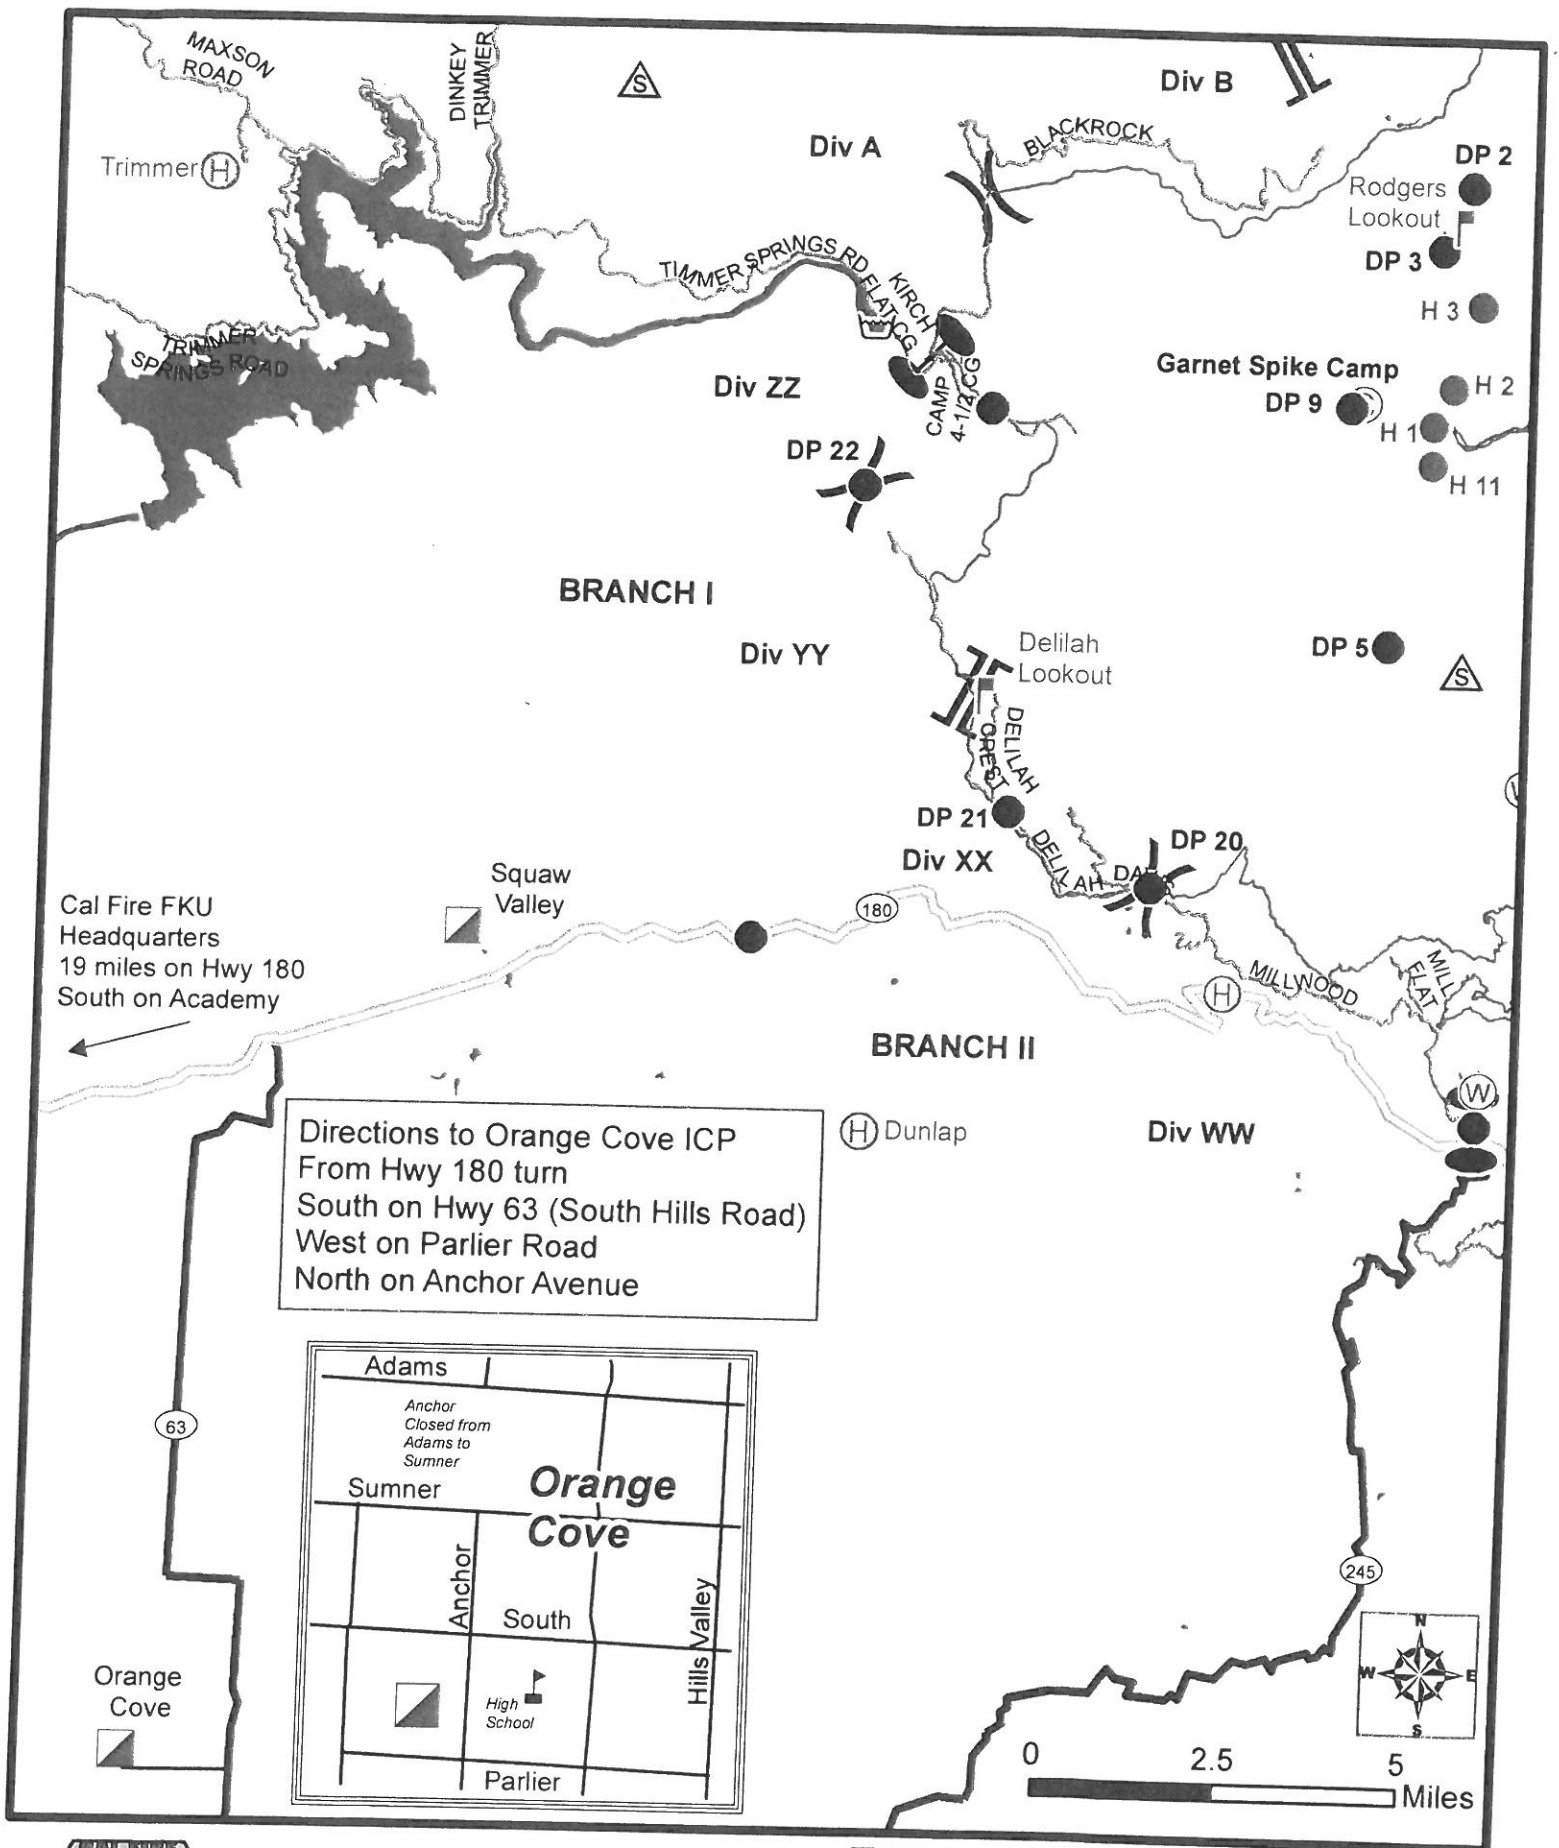 MAXSON
ROAD
DINKEY
TRIMMER
S
Div B
Div A
BLACKROCK
DP 2
Trimmer H
Rodgers
Lookout
DP 3
TIMMER SPRINGS RD
KIRCH
FLAT CG
H 3
TRIMMER
SPRINGS ROAD
Garnet Spike Camp
Div ZZ
CAMP
4-1/2 CG
H 2
DP 9
H 1
DP 22
H 11
BRANCH I
Div YY
Delilah
Lookout
DP 5
S
DELILAH
CREST
DP 21
DP 20
Div XX
DELILAH
Squaw
Valley
180
Cal Fire FKU
Headquarters
19 miles on Hwy 180
South on Academy
MILL
FLAT
MILLWOOD
H
BRANCH II
W
Directions to Orange Cove ICP
From Hwy 180 turn
South on Hwy 63 (South Hills Road)
West on Parlier Road
North on Anchor Avenue
H Dunlap
Div WW
Adams
Anchor
Closed from
Adams to
Sumner
63
Orange
Cove
Sumner
Anchor
South
Hills Valley
High
School
Parlier
245
Orange
Cove
N
W E
S
0 2.5 5
Miles